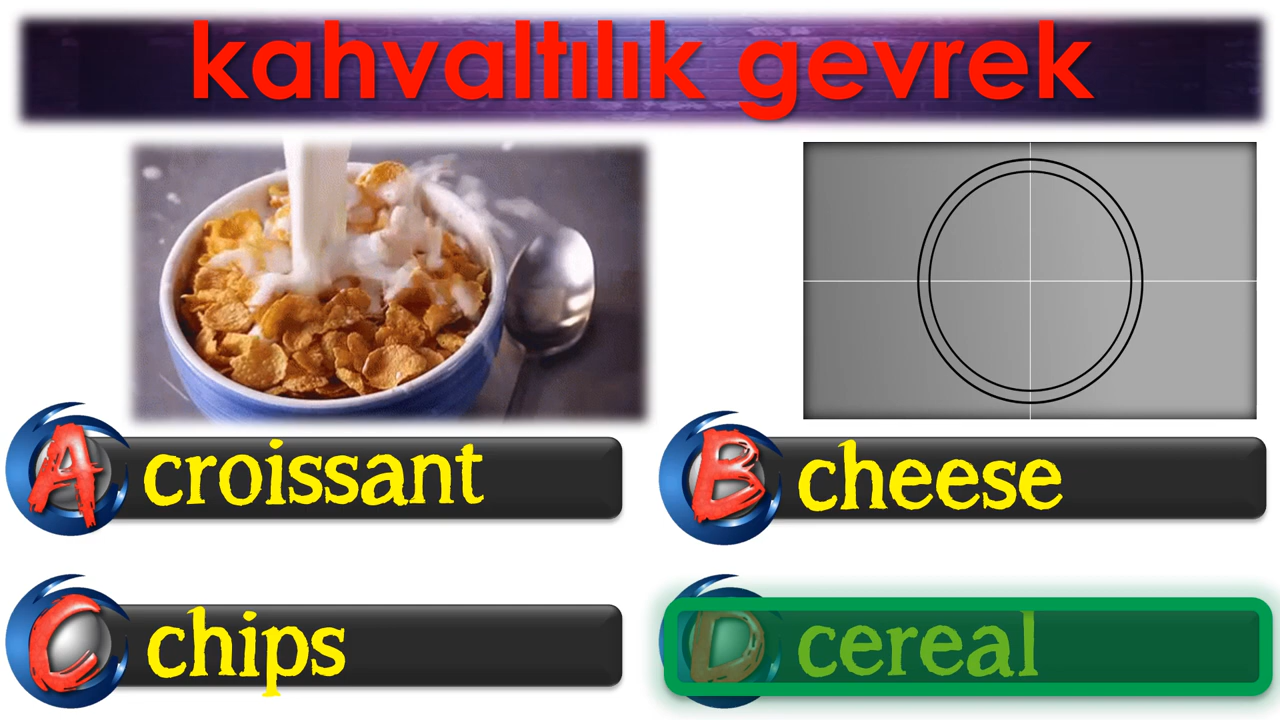 kahvaltılık gevrek
A croissant
B cheese
C chips
D cereal